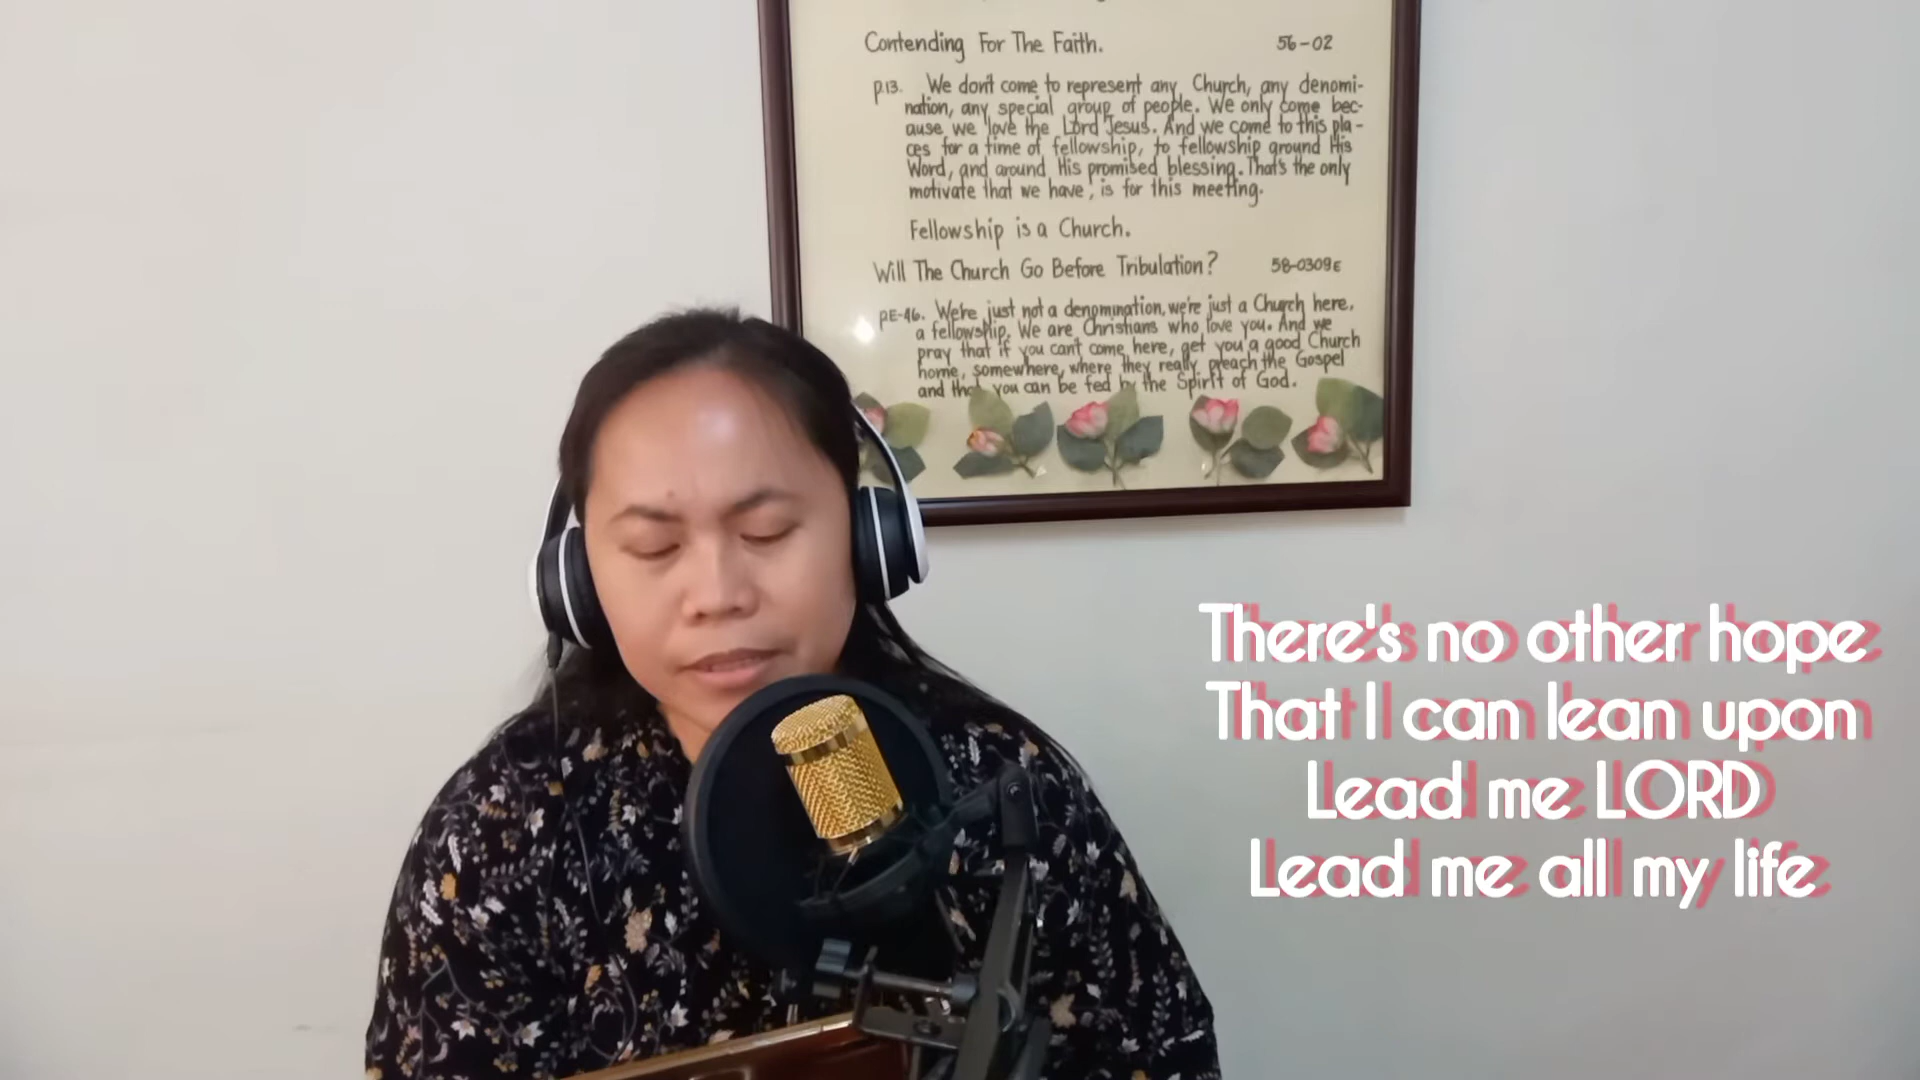 Contending For The Faith. 56-02
p.13. We don't come to represent any Church, any denomi-
nation, any special group of people. We only come bec-
ause we love the Lord Jesus. And we come to this pla-
ces for a time of fellowship, to fellowship ground His
Word, and around His promised blessing. That's the only
motivate that we have, is for this meeting.
Fellowship is a Church.
Will The Church Go Before Tribulation? 58-0309E
pE-46. We're just not a denomination, we're just a Church here,
a fellowship. We are Christians who love you. And we
pray that if you can't come here, get you a good Church
home, somewhere, where they really preach the Gospel
and that you can be fed by the Spirit of God.
There's no other hope
That I can lean upon
Lead me LORD
Lead me all my life